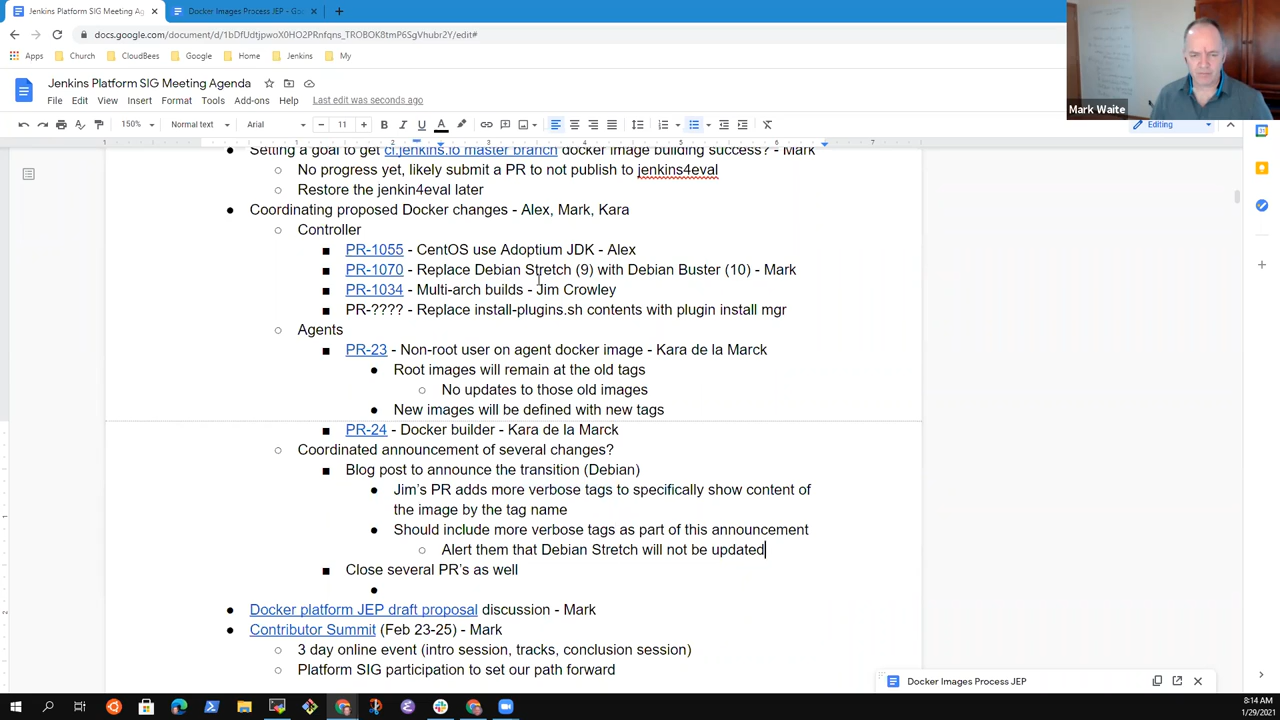 Jenkins Platform SIG Meeting Ag
Docker Images Process JEP - Go
docs.google.com/document/d/1bDfUdtjpwoX0HO2PRnfqns_TROBOK8tmP6SgVhubr2Y/edit#
Apps
Church
CloudBees
Google
Home
Jenkins
My
Jenkins Platform SIG Meeting Agenda
File Edit View Insert Format Tools Add-ons Help Last edit was seconds ago
150% Normal text Arial 11 B I U A
Editing
Mark Waite
1 1 2 3 4 5 6 7
Setting a goal to get ci.jenkins.io master branch docker image building success? - Mark
No progress yet, likely submit a PR to not publish to jenkins4eval
Restore the jenkin4eval later
Coordinating proposed Docker changes - Alex, Mark, Kara
Controller
PR-1055 - CentOS use Adoptium JDK - Alex
PR-1070 - Replace Debian Stretch (9) with Debian Buster (10) - Mark
PR-1034 - Multi-arch builds - Jim Crowley
PR-???? - Replace install-plugins.sh contents with plugin install mgr
Agents
PR-23 - Non-root user on agent docker image - Kara de la Marck
Root images will remain at the old tags
No updates to those old images
New images will be defined with new tags
PR-24 - Docker builder - Kara de la Marck
Coordinated announcement of several changes?
Blog post to announce the transition (Debian)
Jim's PR adds more verbose tags to specifically show content of
the image by the tag name
Should include more verbose tags as part of this announcement
Alert them that Debian Stretch will not be updated
Close several PR's as well
Docker platform JEP draft proposal discussion - Mark
Contributor Summit (Feb 23-25) - Mark
3 day online event (intro session, tracks, conclusion session)
Platform SIG participation to set our path forward
Docker Images Process JEP
8:14 AM
1/29/2021